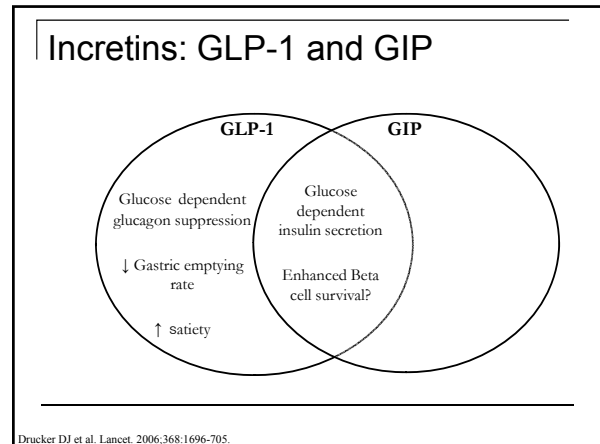 Incretins: GLP-1 and GIP
GLP-1
GIP
Glucose dependent
glucagon suppression
↓ Gastric emptying
rate
↑ satiety
Glucose
dependent
insulin secretion
Enhanced Beta
cell survival?
Drucker DJ et al. Lancet. 2006;368:1696-705.